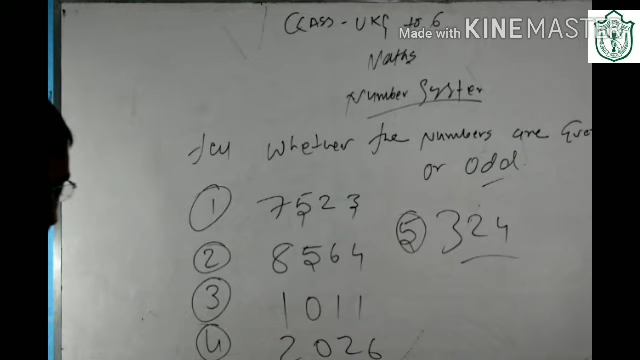 CLASS - UKG to 6
Made with KINEMASTER
Maths
Number System
Tell whether the Numbers are Eve
or Odd
① 7523
② 8564
③ 1011
④ 2026
⑤ 324